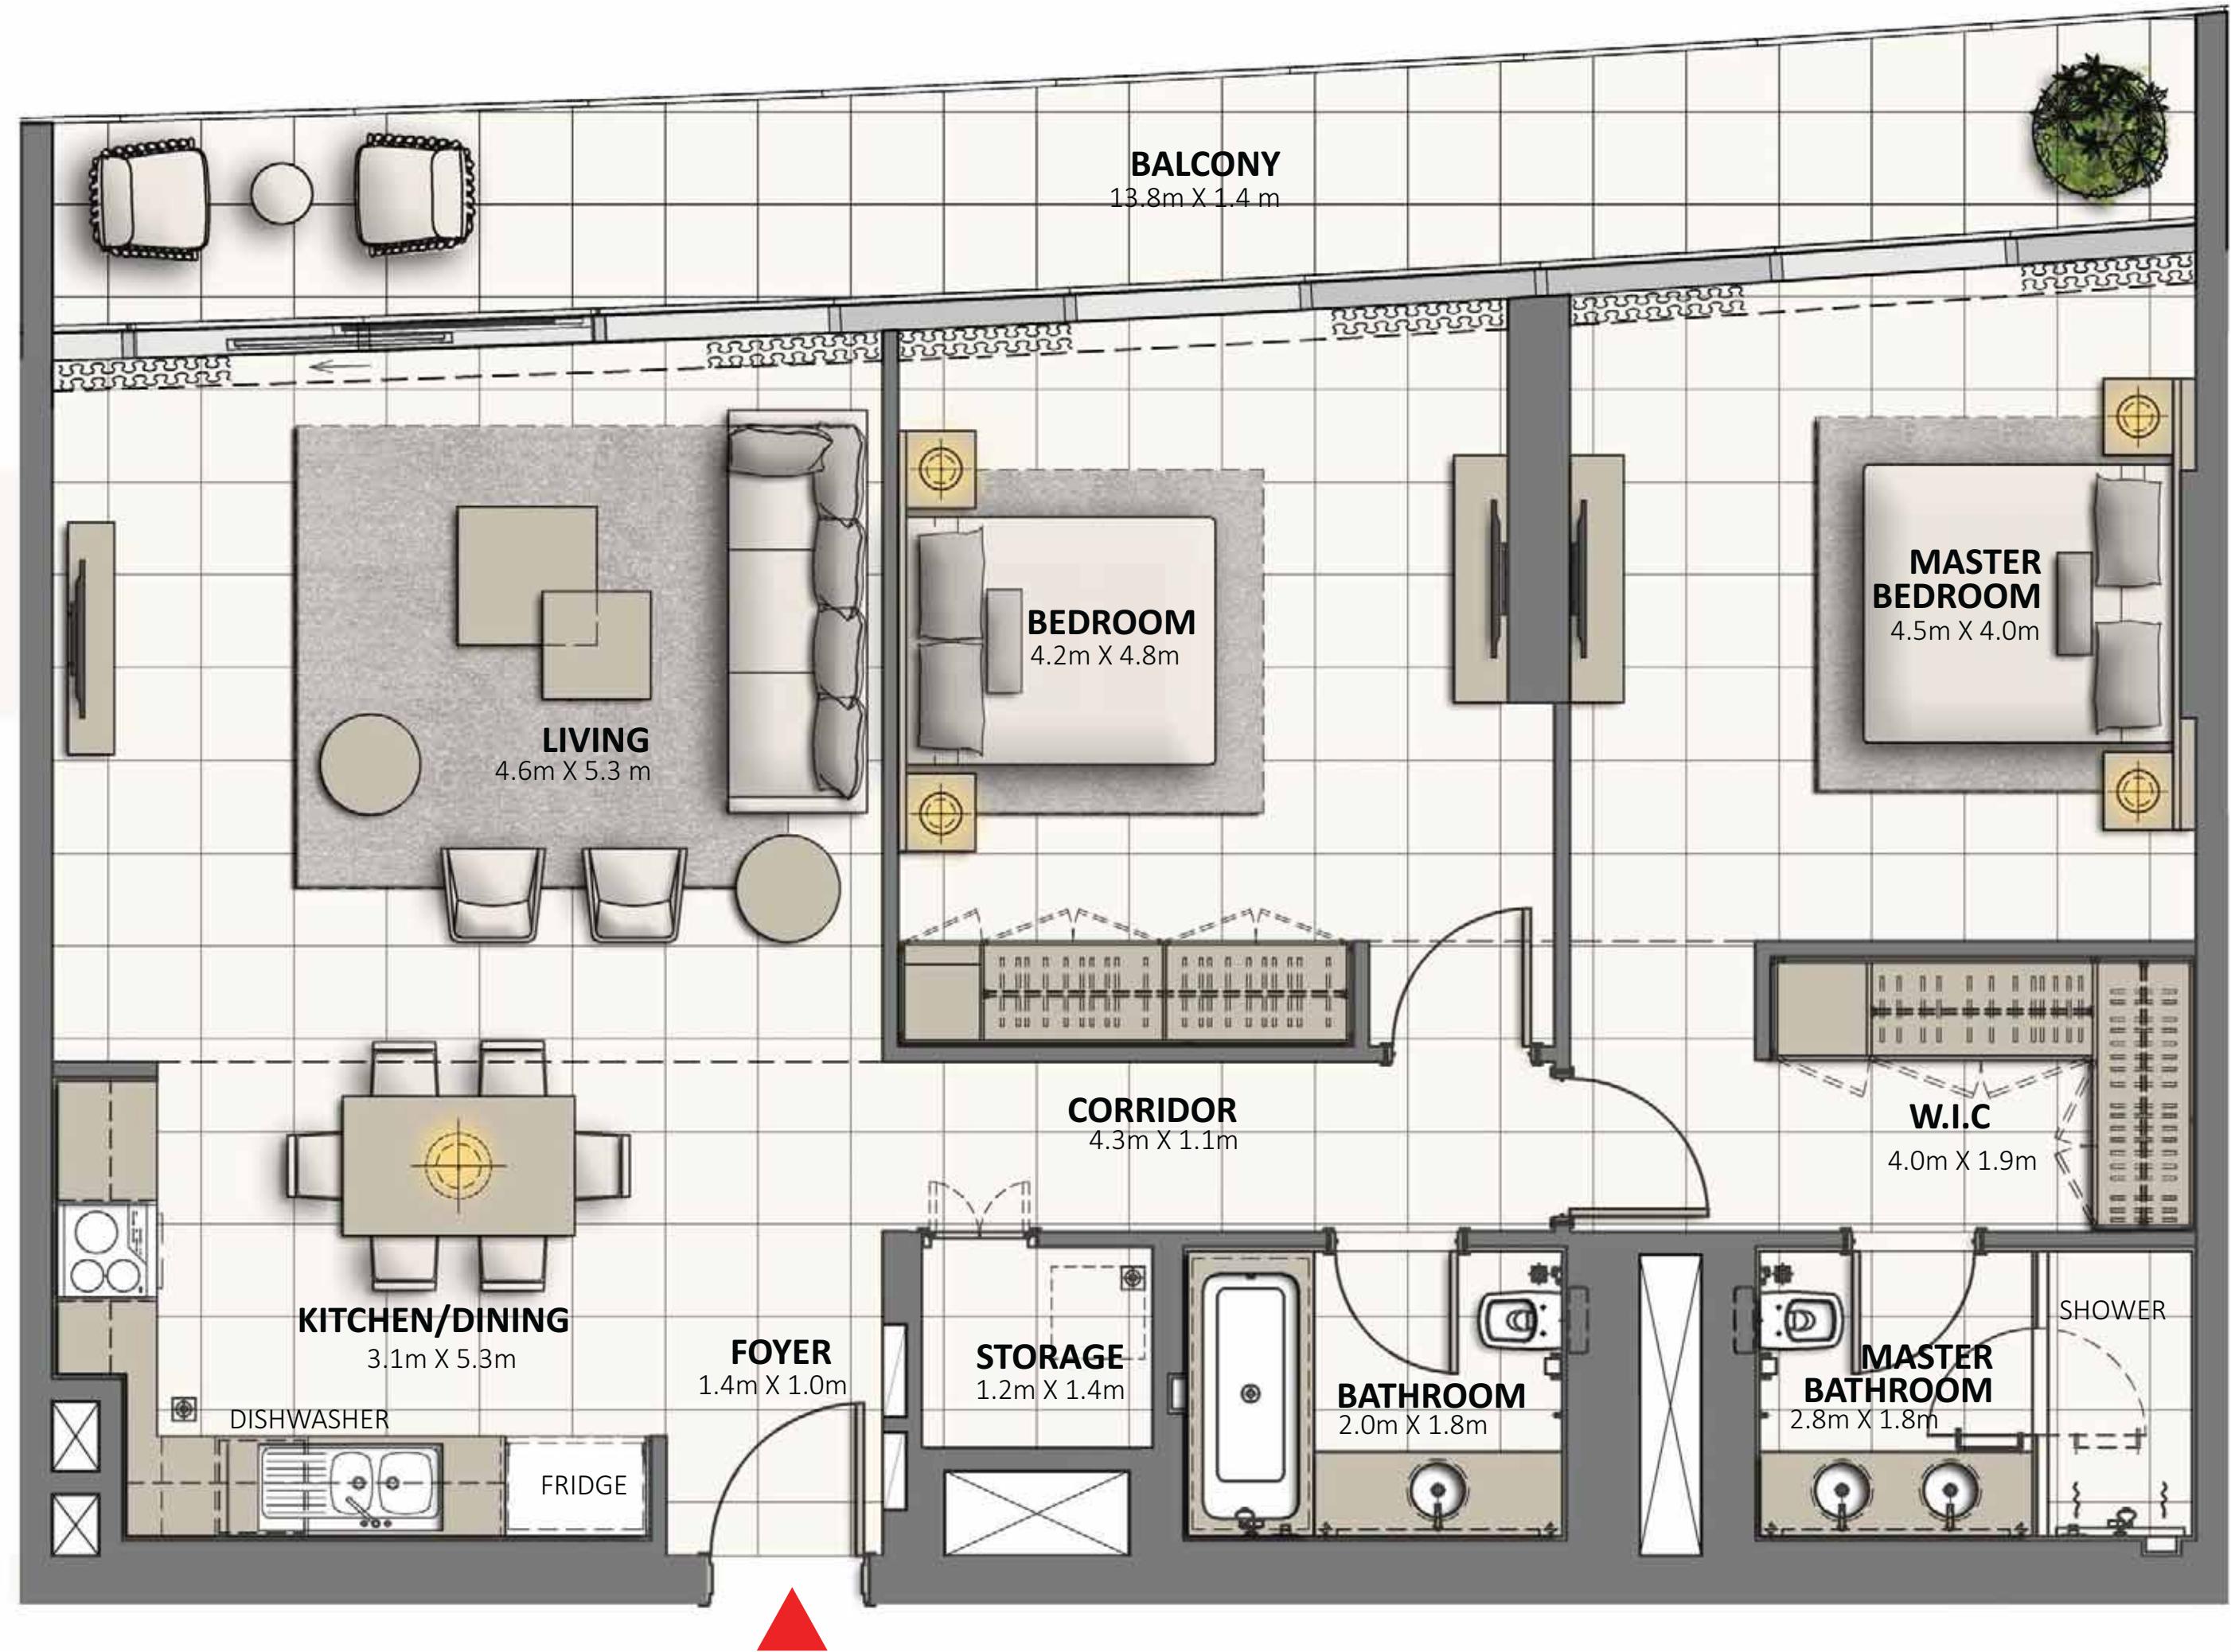 BALCONY
13.8m X 1.4 m
MASTER
BEDROOM
4.5m X 4.0m
BEDROOM
4.2m X 4.8m
LIVING
4.6m X 5.3 m
CORRIDOR
4.3m X 1.1m
W.I.C
4.0m X 1.9m
KITCHEN/DINING
3.1m X 5.3m
FOYER
1.4m X 1.0m
STORAGE
1.2m X 1.4m
BATHROOM
2.0m X 1.8m
MASTER
BATHROOM
2.8m X 1.8m
SHOWER
DISHWASHER
FRIDGE